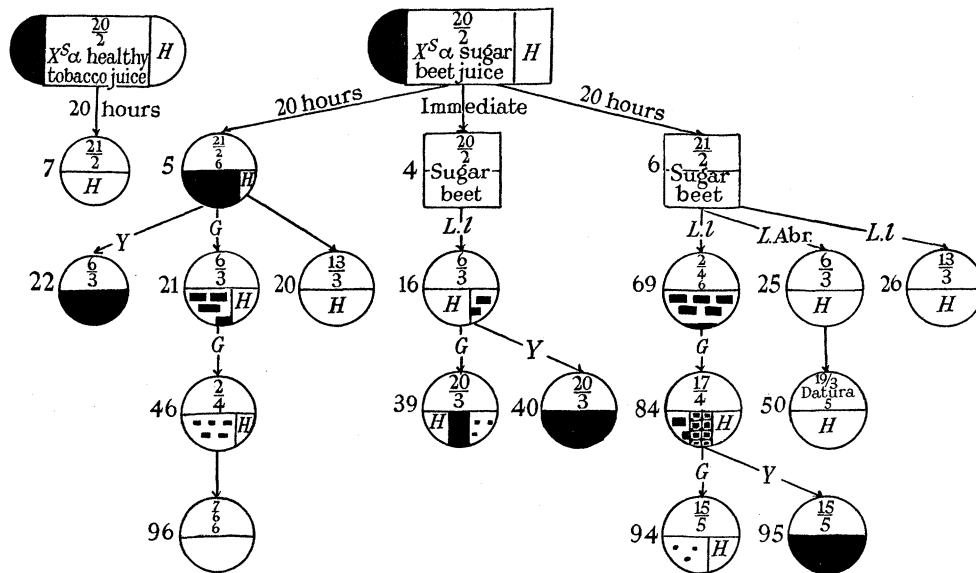 20
2
XSα healthy
tobacco juice
H
20
2
XSα sugar
beet juice
H
20 hours
20 hours
Immediate
20 hours
7
21
2
H
5
21
2
6
H
4
20
2
Sugar
beet
6
21
2
Sugar
beet
Y
G
L.l
L.l
L.Abr.
L.l
22
6
3
21
6
3
H
20
13
3
H
16
6
3
H
69
2
4
6
25
6
3
H
26
13
3
H
G
G
Y
G
46
2
4
H
39
20
3
H
40
20
3
84
17
4
H
50
19/3
Datura
5
H
G
Y
96
7
6
6
94
15
5
H
95
15
5